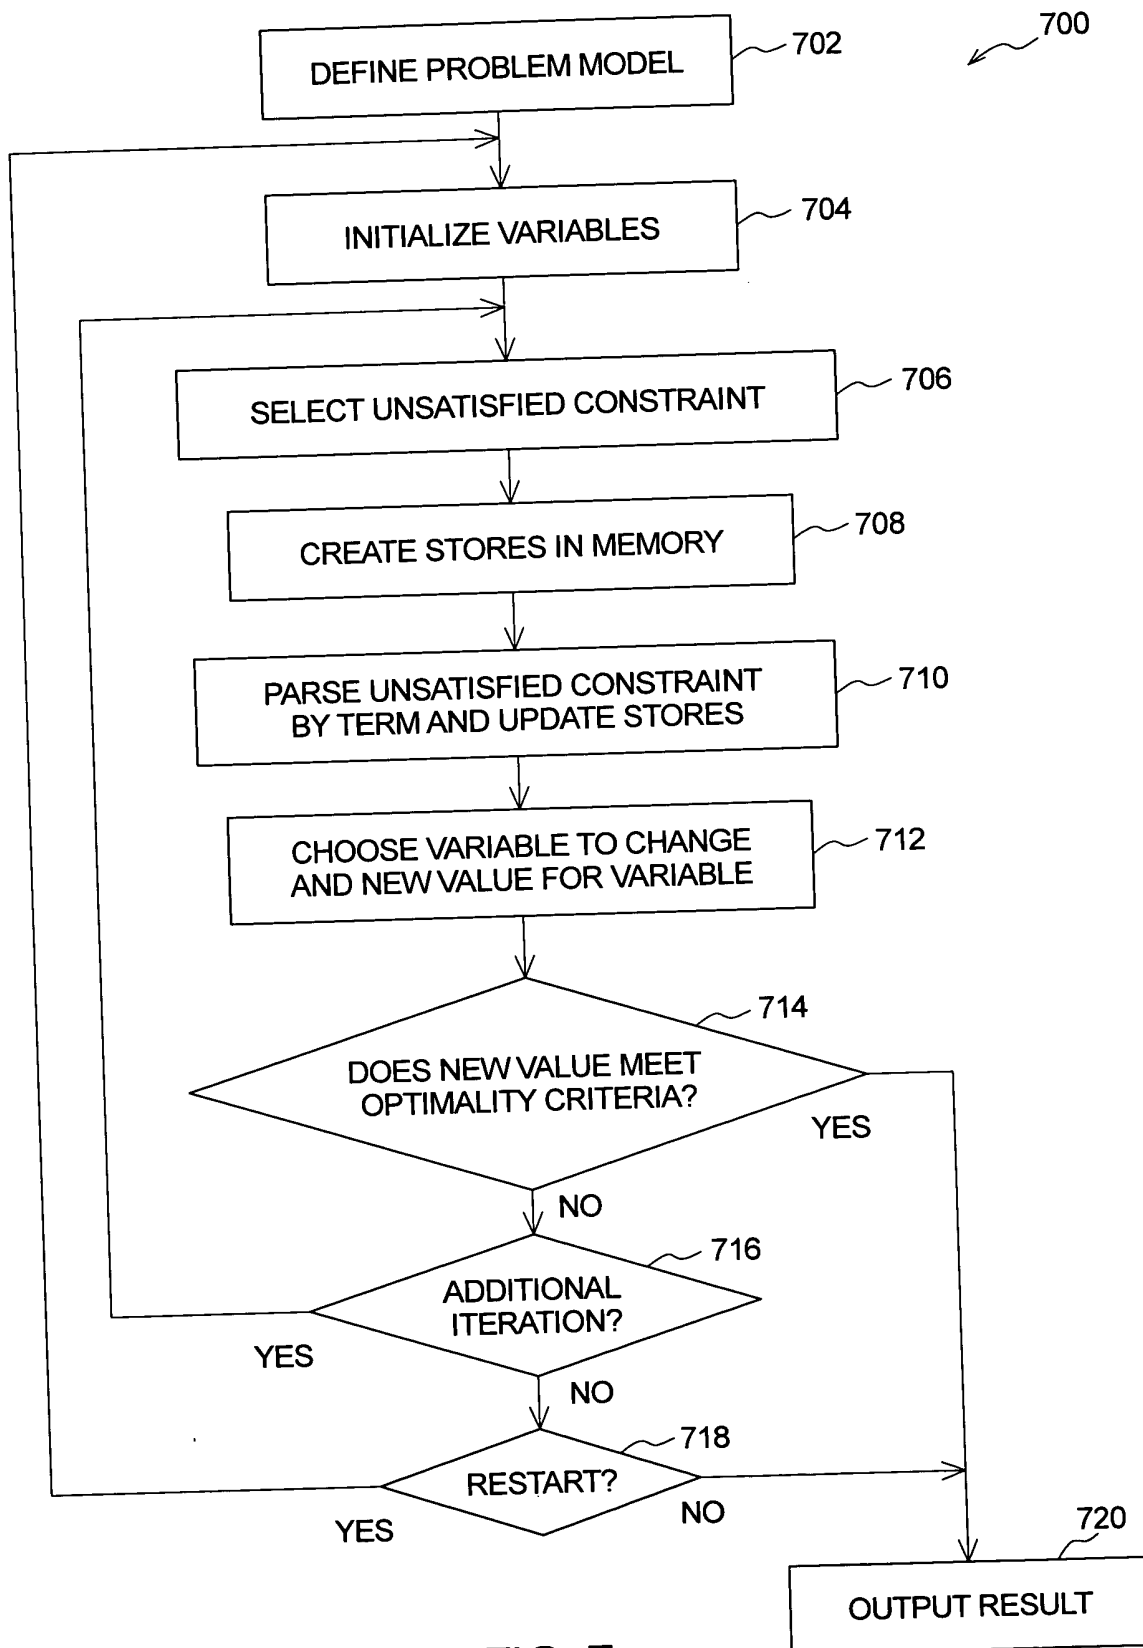 700
DEFINE PROBLEM MODEL
702
INITIALIZE VARIABLES
704
SELECT UNSATISFIED CONSTRAINT
706
CREATE STORES IN MEMORY
708
PARSE UNSATISFIED CONSTRAINT
BY TERM AND UPDATE STORES
710
CHOOSE VARIABLE TO CHANGE
AND NEW VALUE FOR VARIABLE
712
714
DOES NEW VALUE MEET
OPTIMALITY CRITERIA?
YES
NO
716
ADDITIONAL
ITERATION?
YES
NO
718
RESTART?
YES
NO
720
OUTPUT RESULT